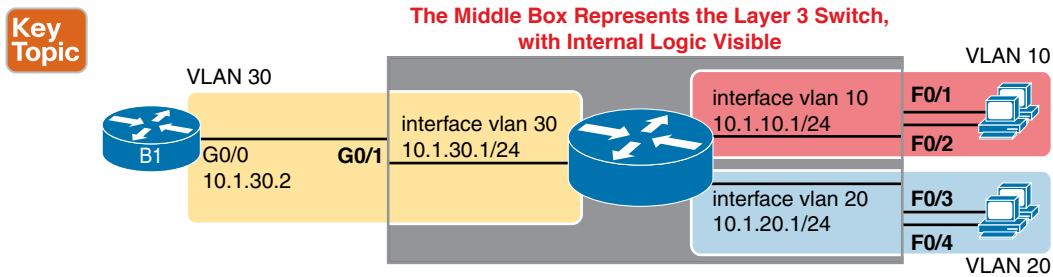 Key
Topic
The Middle Box Represents the Layer 3 Switch,
with Internal Logic Visible
VLAN 30
B1
G0/0
10.1.30.2
G0/1
interface vlan 30
10.1.30.1/24
VLAN 10
interface vlan 10
10.1.10.1/24
F0/1
F0/2
interface vlan 20
10.1.20.1/24
F0/3
F0/4
VLAN 20